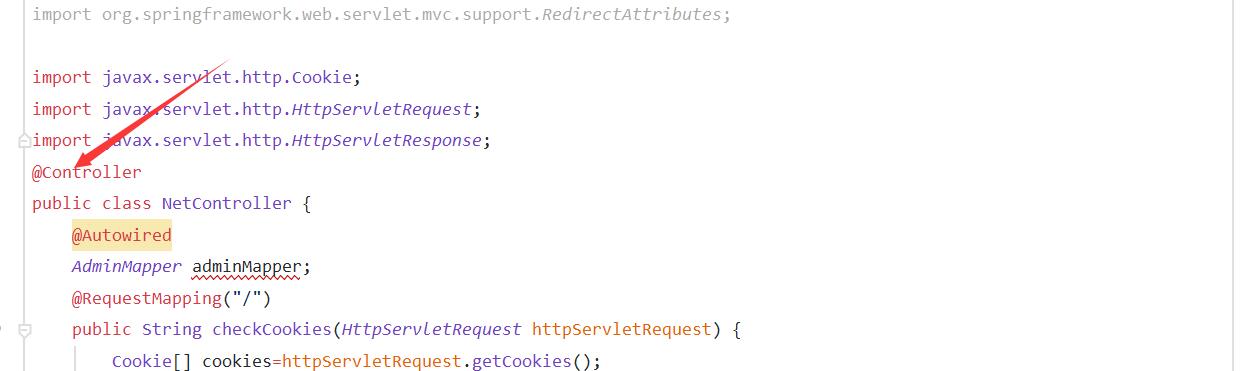 import org.springframework.web.servlet.mvc.support.RedirectAttributes;
import javax.servlet.http.Cookie;
import javax.servlet.http.HttpServletRequest;
import javax.servlet.http.HttpServletResponse;
@Controller
public class NetController {
@Autowired
AdminMapper adminMapper;
@RequestMapping("/")
public String checkCookies(HttpServletRequest httpServletRequest) {
Cookie[] cookies=httpServletRequest.getCookies();